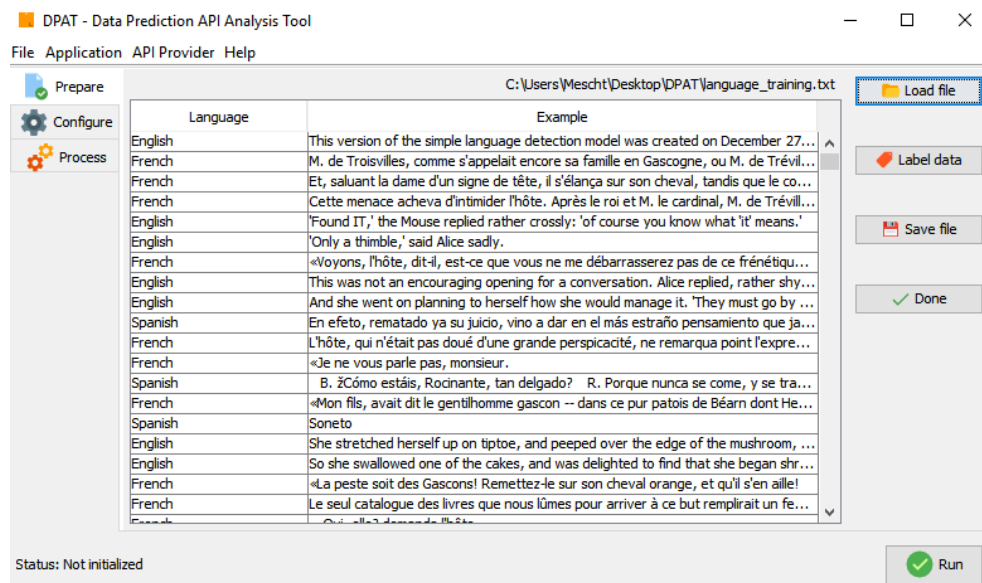 DPAT - Data Prediction API Analysis Tool
File Application API Provider Help
Prepare
Configure
Process
C:\Users\Mescht\Desktop\DPAT\language_training.txt
Language Example
English This version of the simple language detection model was created on December 27...
French M. de Troisvilles, comme s'appelait encore sa famille en Gascogne, ou M. de Trévil...
French Et, saluant la dame d'un signe de tête, il s'élança sur son cheval, tandis que le co...
French Cette menace acheva d'intimider l'hôte. Après le roi et M. le cardinal, M. de Trévill...
English 'Found IT,' the Mouse replied rather crossly: 'of course you know what 'it' means.'
English 'Only a thimble,' said Alice sadly.
French «Voyons, l'hôte, dit-il, est-ce que vous ne me débarrasserez pas de ce frénétiqu...
English This was not an encouraging opening for a conversation. Alice replied, rather shy...
English And she went on planning to herself how she would manage it. 'They must go by ...
Spanish En efeto, rematado ya su juicio, vino a dar en el más estraño pensamiento que ja...
French L'hôte, qui n'était pas doué d'une grande perspicacité, ne remarqua point l'expre...
French «Je ne vous parle pas, monsieur.
Spanish B. žCómo estáis, Rocinante, tan delgado? R. Porque nunca se come, y se tra...
French «Mon fils, avait dit le gentilhomme gascon -- dans ce pur patois de Béarn dont He...
Spanish Soneto
English She stretched herself up on tiptoe, and peeped over the edge of the mushroom, ...
English So she swallowed one of the cakes, and was delighted to find that she began shr...
French «La peste soit des Gascons! Remettez-le sur son cheval orange, et qu'il s'en aille!
French Le seul catalogue des livres que nous lûmes pour arriver à ce but remplirait un fe...
Load file
Label data
Save file
Done
Status: Not initialized
Run